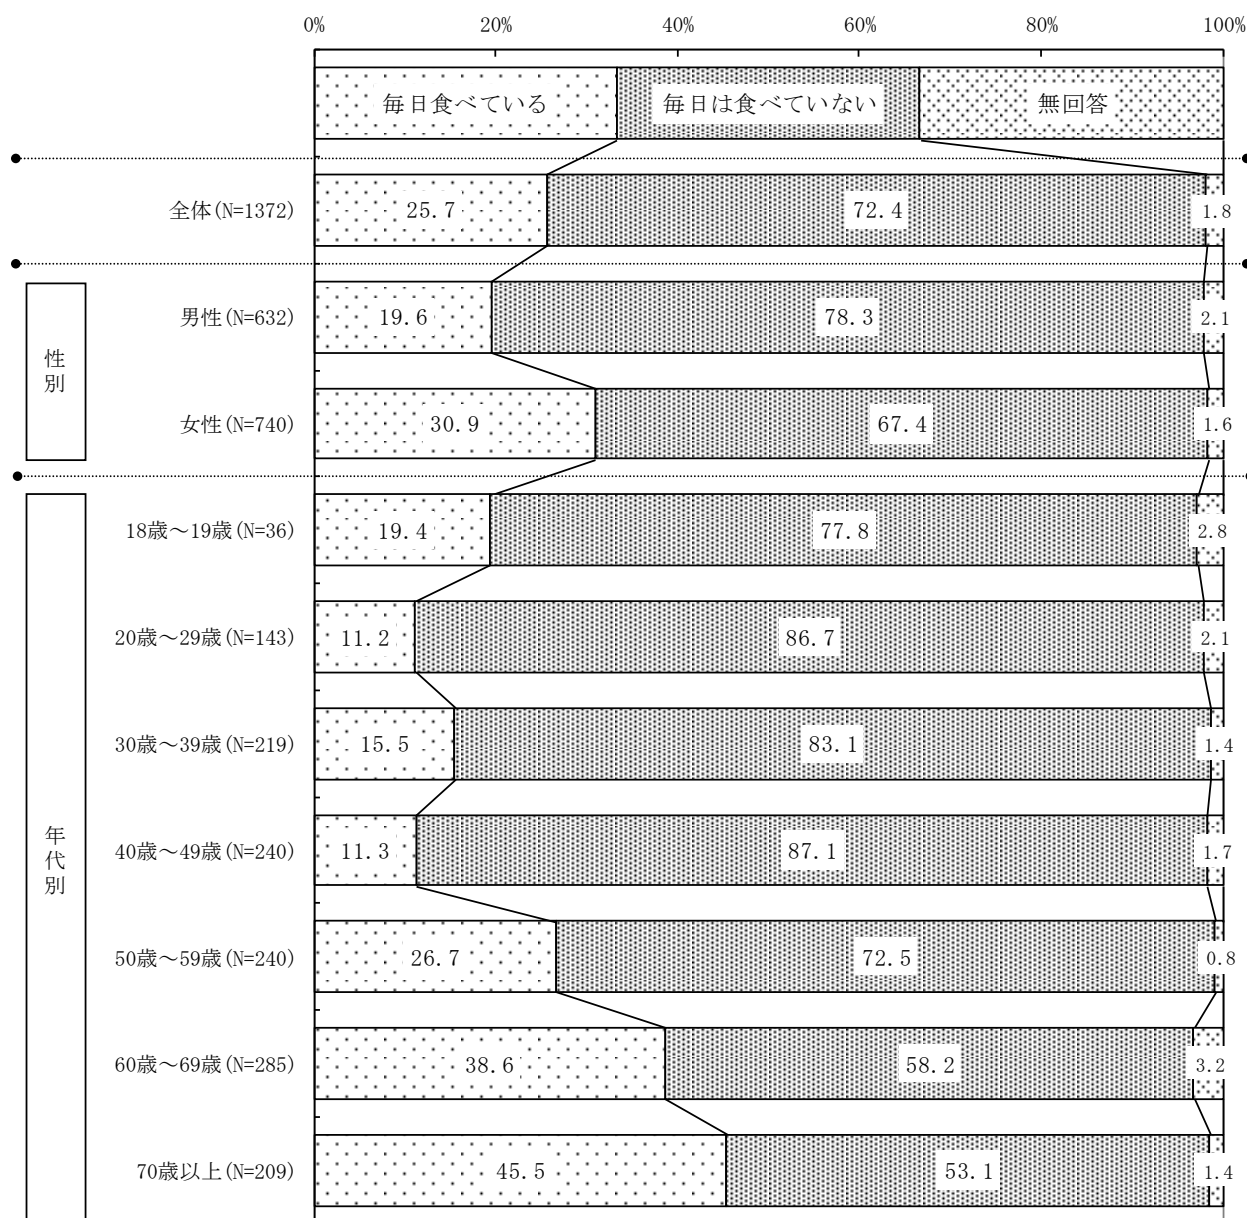 0% 20% 40% 60% 80% 100%
毎日食べている 毎日は食べていない 無回答
全体(N=1372) 25.7 72.4 1.8
性別
男性(N=632) 19.6 78.3 2.1
女性(N=740) 30.9 67.4 1.6
年代別
18歳～19歳(N=36) 19.4 77.8 2.8
20歳～29歳(N=143) 11.2 86.7 2.1
30歳～39歳(N=219) 15.5 83.1 1.4
40歳～49歳(N=240) 11.3 87.1 1.7
50歳～59歳(N=240) 26.7 72.5 0.8
60歳～69歳(N=285) 38.6 58.2 3.2
70歳以上(N=209) 45.5 53.1 1.4